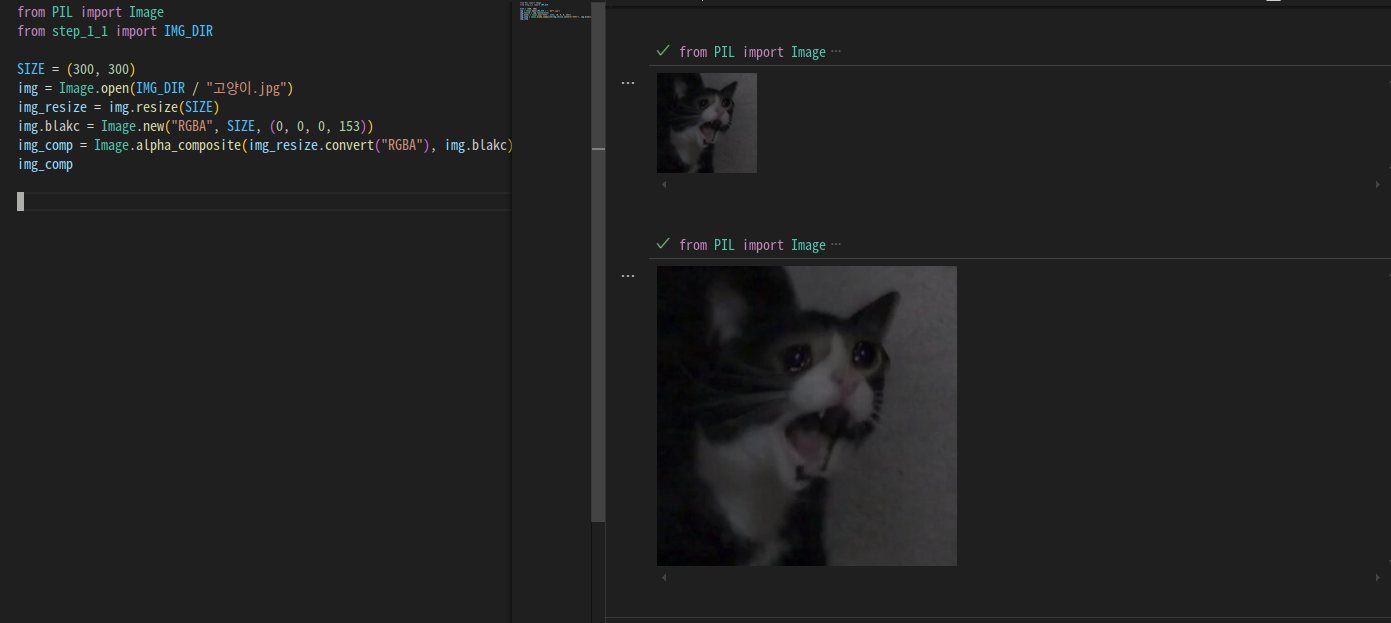 from PIL import Image
from step_1_1 import IMG_DIR
SIZE = (300, 300)
img = Image.open(IMG_DIR / "고양이.jpg")
img_resize = img.resize(SIZE)
img.blakc = Image.new("RGBA", SIZE, (0, 0, 0, 153))
img_comp = Image.alpha_composite(img_resize.convert("RGBA"), img.blakc)
img_comp
from PIL import Image ···
from PIL import Image ···